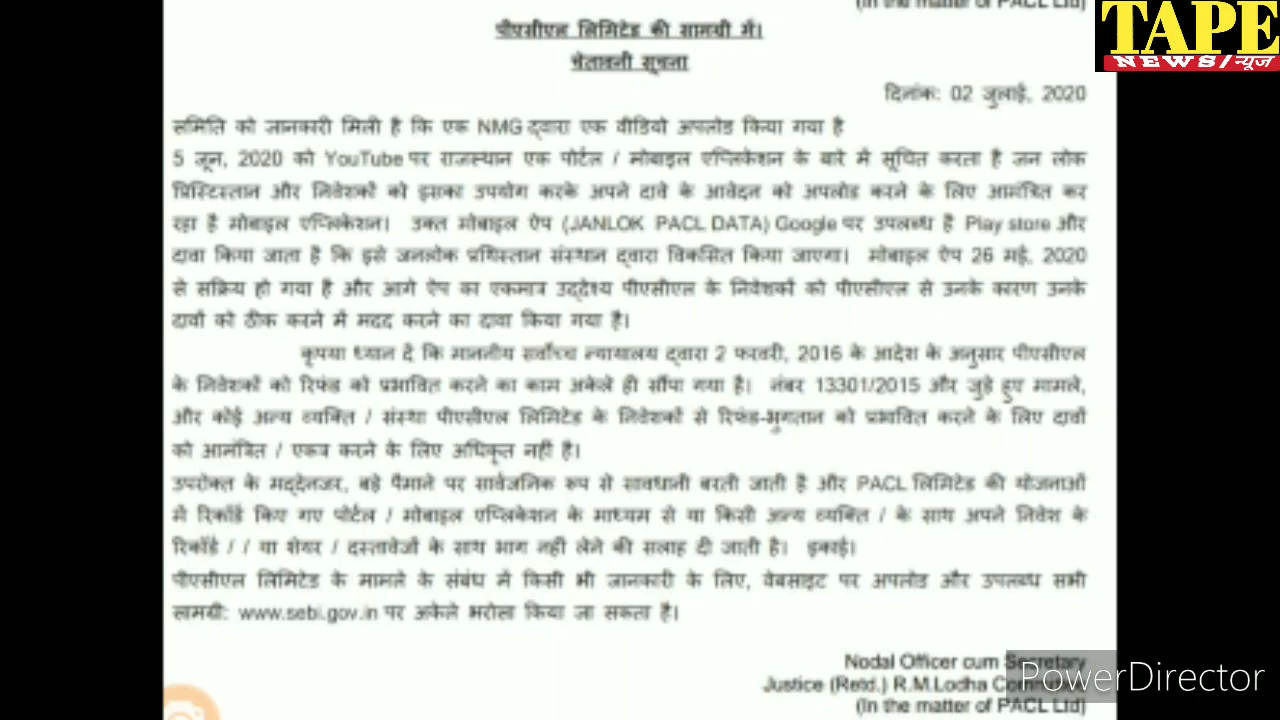 (In the matter of PACL Ltd)
TAPE
NEWS/न्यूज
पीएसीएल लिमिटेड की सामग्री में।
चेतावनी सूचना
दिनांक: 02 जुलाई, 2020
समिति को जानकारी मिली है कि एक NMG द्वारा एक वीडियो अपलोड किया गया है
5 जून, 2020 को YouTube पर राजस्थान एक पोर्टल / मोबाइल एप्लिकेशन के बारे में सूचित करता है जन लोक
प्रिस्टिस्तान और निवेशकों को इसका उपयोग करके अपने दावे के आवेदन को अपलोड करने के लिए आमंत्रित कर
रहा है मोबाइल एप्लिकेशन। उक्त मोबाइल ऐप (JANLOK PACL DATA) Google पर उपलब्ध है Play store और
दावा किया जाता है कि इसे जनलोक प्रथिस्तान संस्थान द्वारा विकसित किया जाएगा। मोबाइल ऐप 26 मई, 2020
से सक्रिय हो गया है और आगे ऐप का एकमात्र उद्देश्य पीएसीएल के निवेशकों को पीएसीएल से उनके कारण उनके
दावों को ठीक करने में मदद करने का दावा किया गया है।
कृपया ध्यान दें कि माननीय सर्वोच्च न्यायालय द्वारा 2 फरवरी, 2016 के आदेश के अनुसार पीएसीएल
के निवेशकों को रिफंड को प्रभावित करने का काम अकेले ही सौंपा गया है। नंबर 13301/2015 और जुड़े हुए मामले,
और कोई अन्य व्यक्ति / संस्था पीएसीएल लिमिटेड के निवेशकों से रिफंड-भुगतान को प्रभावित करने के लिए दावों
को आमंत्रित / एकत्र करने के लिए अधिकृत नहीं है।
उपरोक्त के मद्देनजर, बड़े पैमाने पर सार्वजनिक रूप से सावधानी बरती जाती है और PACL लिमिटेड की योजनाओं
में रिकॉर्ड किए गए पोर्टल / मोबाइल एप्लिकेशन के माध्यम से या किसी अन्य व्यक्ति / के साथ अपने निवेश के
रिकॉर्ड / / या शेयर / दस्तावेजों के साथ भाग नहीं लेने की सलाह दी जाती है। इकाई।
पीएसीएल लिमिटेड के मामले के संबंध में किसी भी जानकारी के लिए, वेबसाइट पर अपलोड और उपलब्ध सभी
सामग्री: www.sebi.gov.in पर अकेले भरोसा किया जा सकता है।
Nodal Officer cum Secretary
Justice (Retd.) R.M.Lodha Committee
(In the matter of PACL Ltd)
PowerDirector